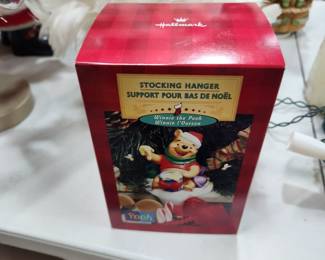 Hallmark
STOCKING HANGER
SUPPORT POUR BAS DE NOËL
Winnie the Pooh
Winnie l'Ourson
Pooh